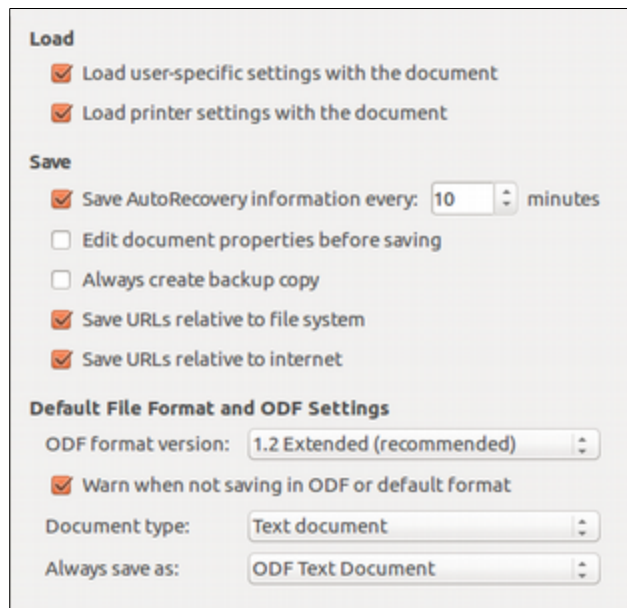 Load
Load user-specific settings with the document
Load printer settings with the document
Save
Save AutoRecovery information every: 10 minutes
Edit document properties before saving
Always create backup copy
Save URLs relative to file system
Save URLs relative to internet
Default File Format and ODF Settings
ODF format version: 1.2 Extended (recommended)
Warn when not saving in ODF or default format
Document type: Text document
Always save as: ODF Text Document